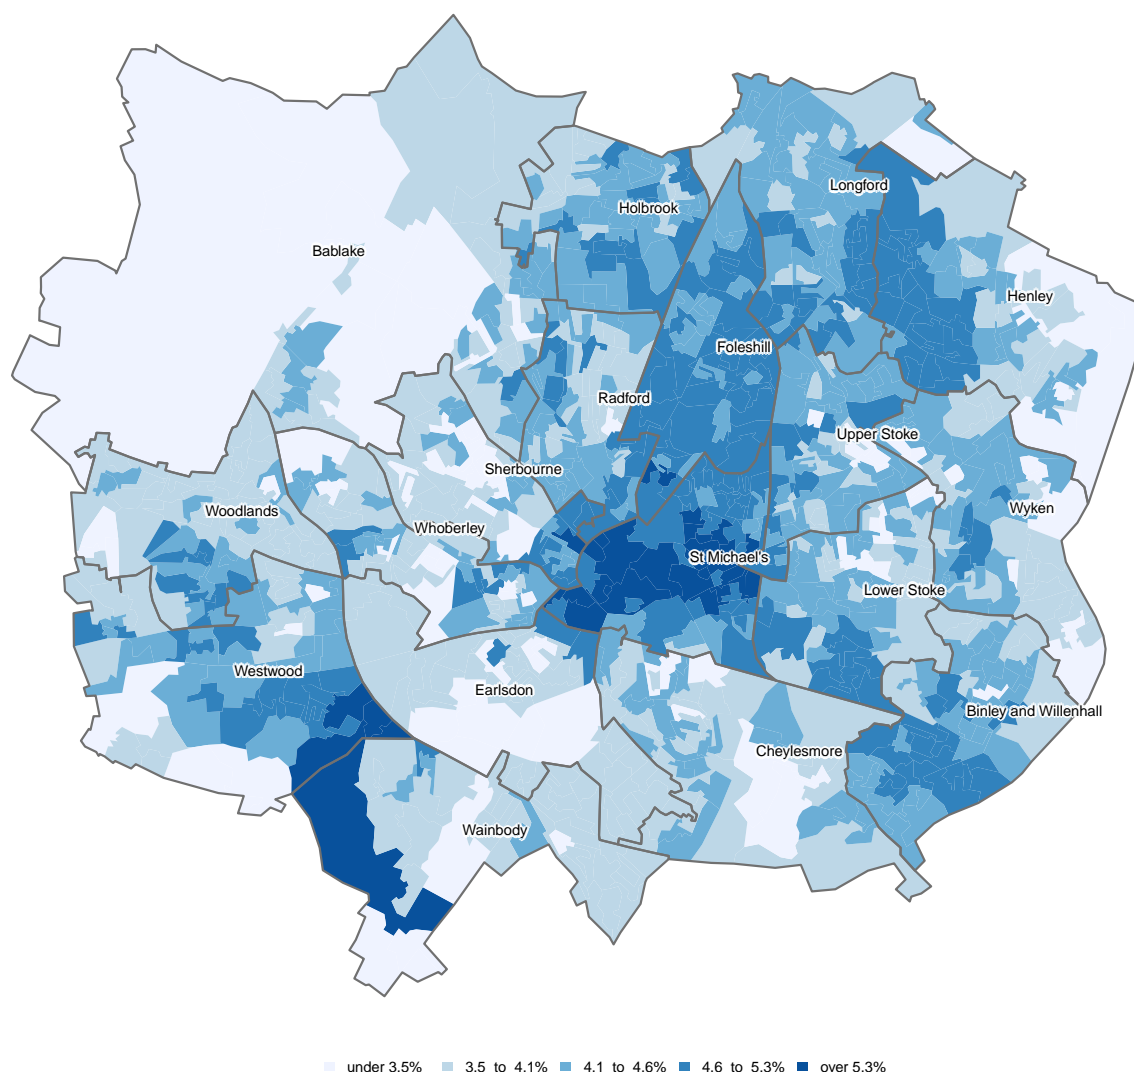 Longford
Holbrook
Bablake
Henley
Foleshill
Radford
Upper Stoke
Sherbourne
Woodlands
Wyken
Whoberley
St Michael's
Lower Stoke
Westwood
Earlsdon
Binley and Willenhall
Cheylesmore
Wainbody
under 3.5% 3.5 to 4.1% 4.1 to 4.6% 4.6 to 5.3% over 5.3%